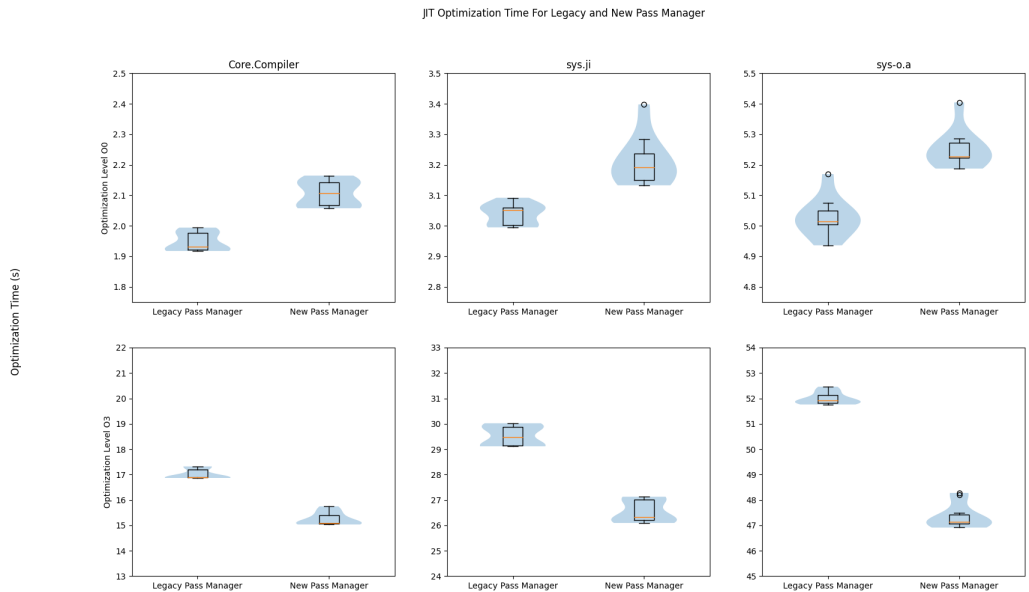 JIT Optimization Time For Legacy and New Pass Manager
Core.Compiler
sys.ji
sys-o.a
Optimization Time (s)
Optimization Level O0
2.5
2.4
2.3
2.2
2.1
2.0
1.9
1.8
Legacy Pass Manager
New Pass Manager
3.5
3.4
3.3
3.2
3.1
3.0
2.9
2.8
Legacy Pass Manager
New Pass Manager
5.5
5.4
5.3
5.2
5.1
5.0
4.9
4.8
Legacy Pass Manager
New Pass Manager
Optimization Level O3
22
21
20
19
18
17
16
15
14
13
Legacy Pass Manager
New Pass Manager
33
32
31
30
29
28
27
26
25
24
Legacy Pass Manager
New Pass Manager
54
53
52
51
50
49
48
47
46
45
Legacy Pass Manager
New Pass Manager